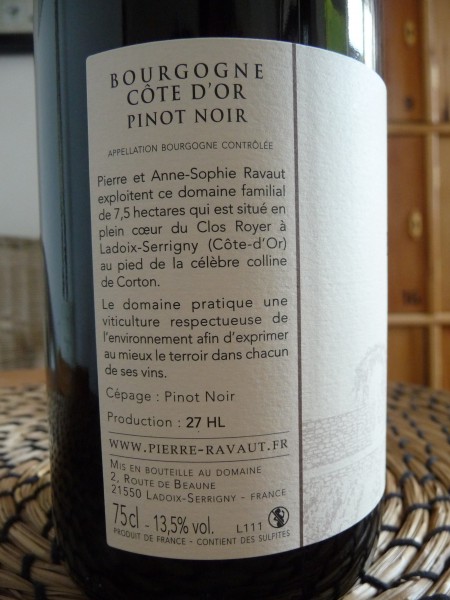 BOURGOGNE
CÔTE D'OR
PINOT NOIR
APPELLATION BOURGOGNE CONTRÔLÉE
Pierre et Anne-Sophie Ravaut
exploitent ce domaine familial
de 7,5 hectares qui est situé en
plein cœur du Clos Royer à
Ladoix-Serrigny (Côte-d'Or)
au pied de la célèbre colline
de Corton.
Le domaine pratique une
viticulture respectueuse de
l'environnement afin d'exprimer
au mieux le terroir dans chacun
de ses vins.
Cépage : Pinot Noir
Production : 27 HL
WWW.PIERRE-RAVAUT.FR
MIS EN BOUTEILLE AU DOMAINE
2, ROUTE DE BEAUNE
21550 LADOIX-SERRIGNY - FRANCE
75cl - 13,5% vol. L111
PRODUIT DE FRANCE - CONTIENT DES SULFITES